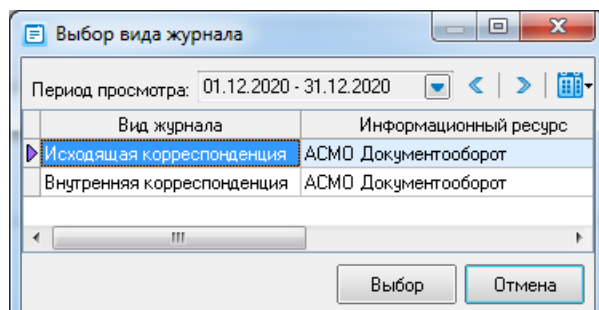 Выбор вида журнала
Период просмотра: 01.12.2020 - 31.12.2020
Вид журнала Информационный ресурс
Исходящая корреспонденция АСМО Документооборот
Внутренняя корреспонденция АСМО Документооборот
Выбор Отмена